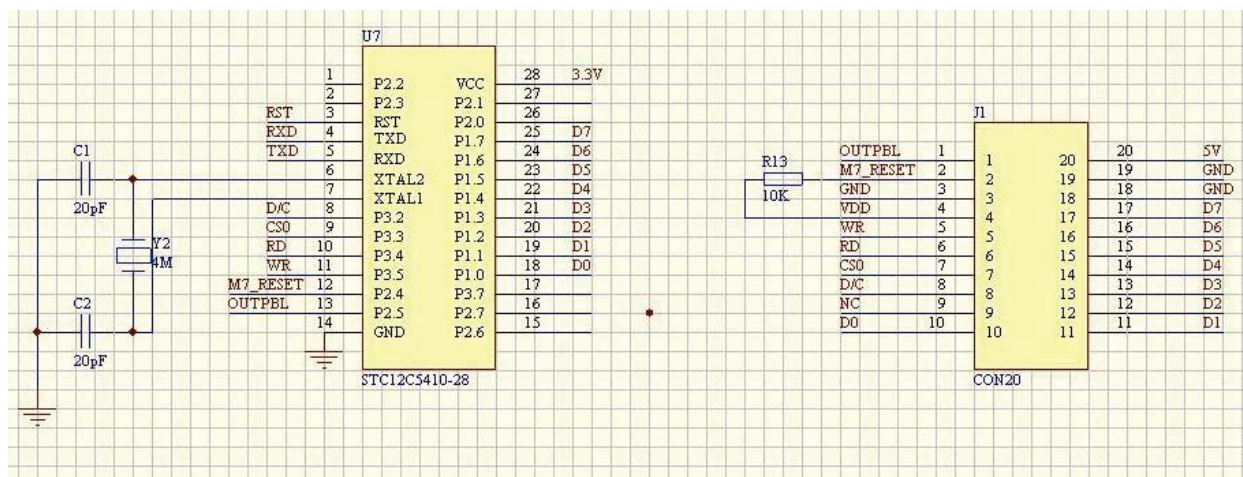 U7
1 P2.2 VCC 28 3.3V
2 P2.3 P2.1 27
RST 3 RST P2.0 26
RXD 4 TXD P1.7 25 D7
TXD 5 RXD P1.6 24 D6
6 XTAL2 P1.5 23 D5
7 XTAL1 P1.4 22 D4
D/C 8 P3.2 P1.3 21 D3
CS0 9 P3.3 P1.2 20 D2
RD 10 P3.4 P1.1 19 D1
WR 11 P3.5 P1.0 18 D0
M7_RESET 12 P2.4 P3.7 17
OUTPBL 13 P2.5 P2.7 16
14 GND P2.6 15
STC12C5410-28
C1
20pF
Y2
4M
C2
20pF
J1
OUTPBL 1 1 20 20 5V
M7_RESET 2 2 19 19 GND
GND 3 3 18 18 GND
VDD 4 4 17 17 D7
WR 5 5 16 16 D6
RD 6 6 15 15 D5
CS0 7 7 14 14 D4
D/C 8 8 13 13 D3
NC 9 9 12 12 D2
D0 10 10 11 11 D1
CON20
R13
10K